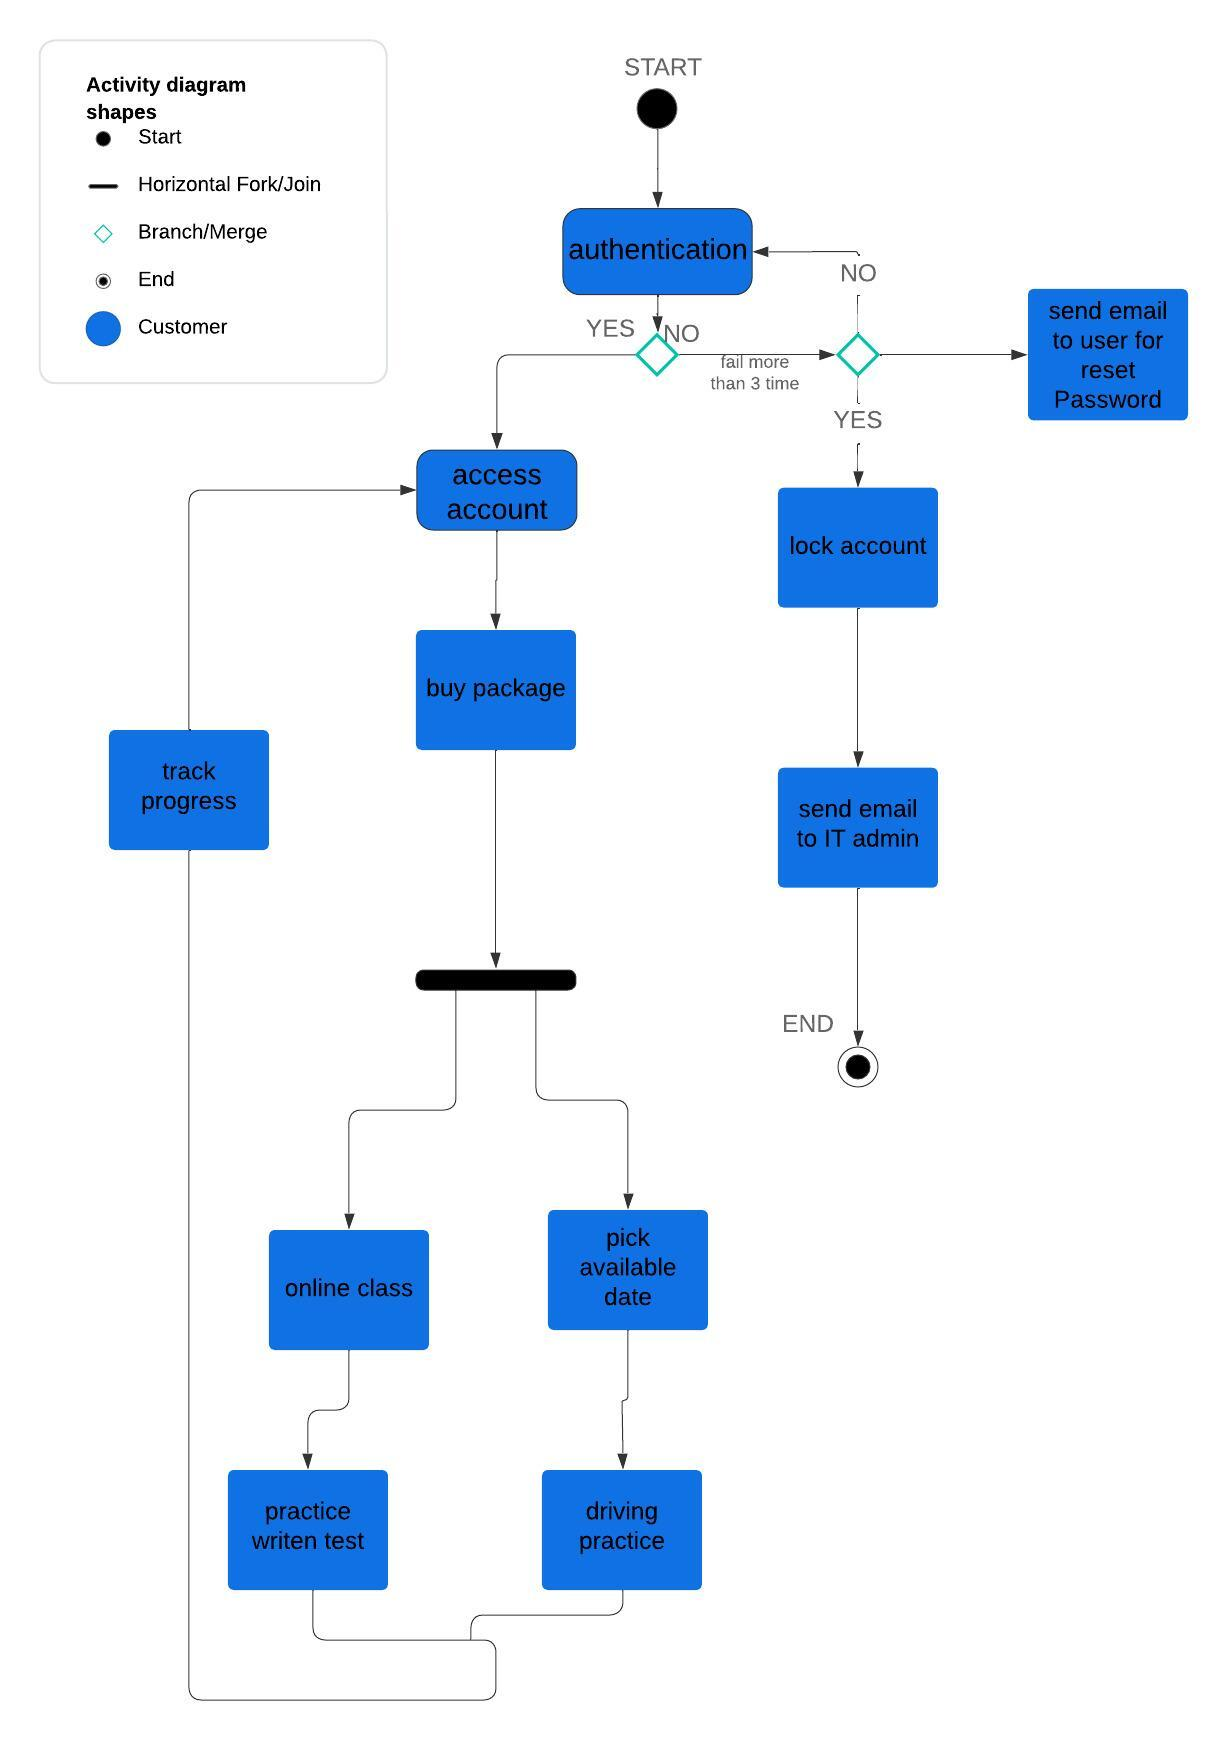 Activity diagram
shapes
Start
Horizontal Fork/Join
Branch/Merge
End
Customer
START
authentication
NO
YES
NO
fail more
than 3 time
send email
to user for
reset
Password
YES
access
account
lock account
buy package
track
progress
send email
to IT admin
END
online class
pick
available
date
practice
writen test
driving
practice